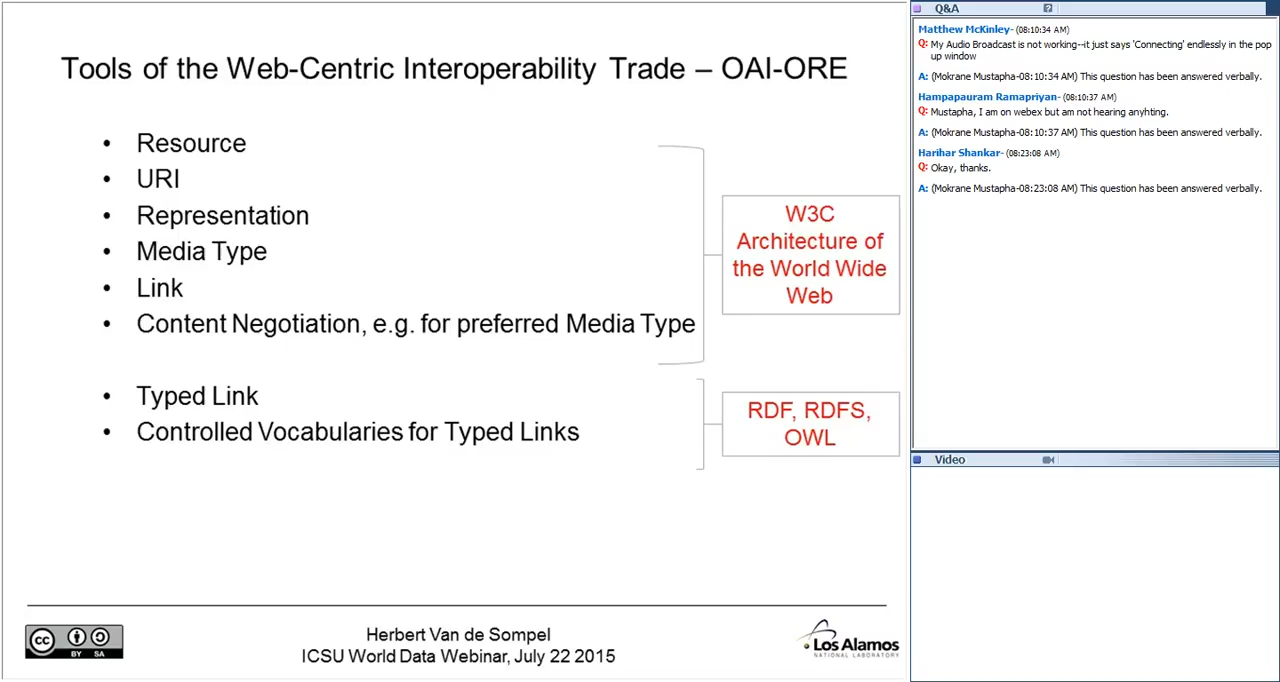 Tools of the Web-Centric Interoperability Trade – OAI-ORE
• Resource
• URI
• Representation
• Media Type
• Link
• Content Negotiation, e.g. for preferred Media Type
W3C
Architecture of
the World Wide
Web
• Typed Link
• Controlled Vocabularies for Typed Links
RDF, RDFS,
OWL
cc BY SA
Herbert Van de Sompel
ICSU World Data Webinar, July 22 2015
Los Alamos
NATIONAL LABORATORY
Q&A
Matthew McKinley- (08:10:34 AM)
Q: My Audio Broadcast is not working--it just says 'Connecting' endlessly in the pop
up window
A: (Mokrane Mustapha-08:10:34 AM) This question has been answered verbally.
Hampapauram Ramapriyan- (08:10:37 AM)
Q: Mustapha, I am on webex but am not hearing anyhting.
A: (Mokrane Mustapha-08:10:37 AM) This question has been answered verbally.
Harihar Shankar- (08:23:08 AM)
Q: Okay, thanks.
A: (Mokrane Mustapha-08:23:08 AM) This question has been answered verbally.
Video